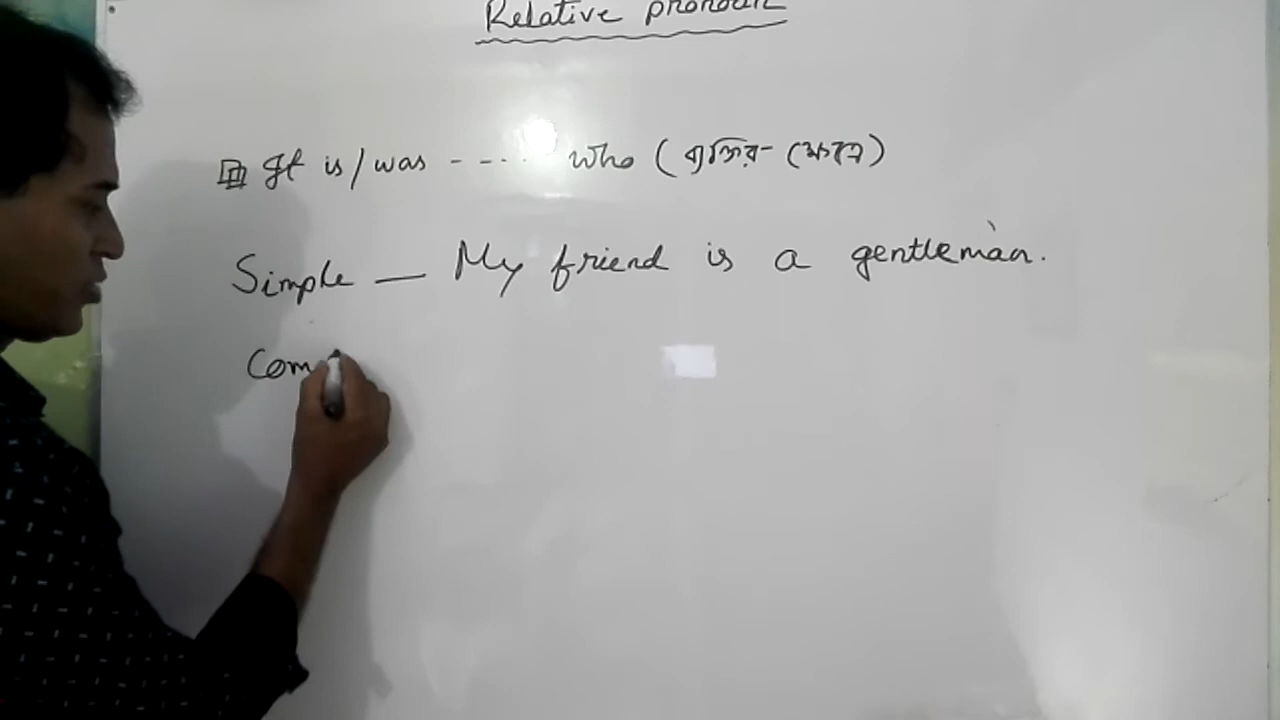 Relative pronoun
It is/was - - - - who (ব্যক্তির ক্ষেত্রে)
Simple — My friend is a gentleman.
Com